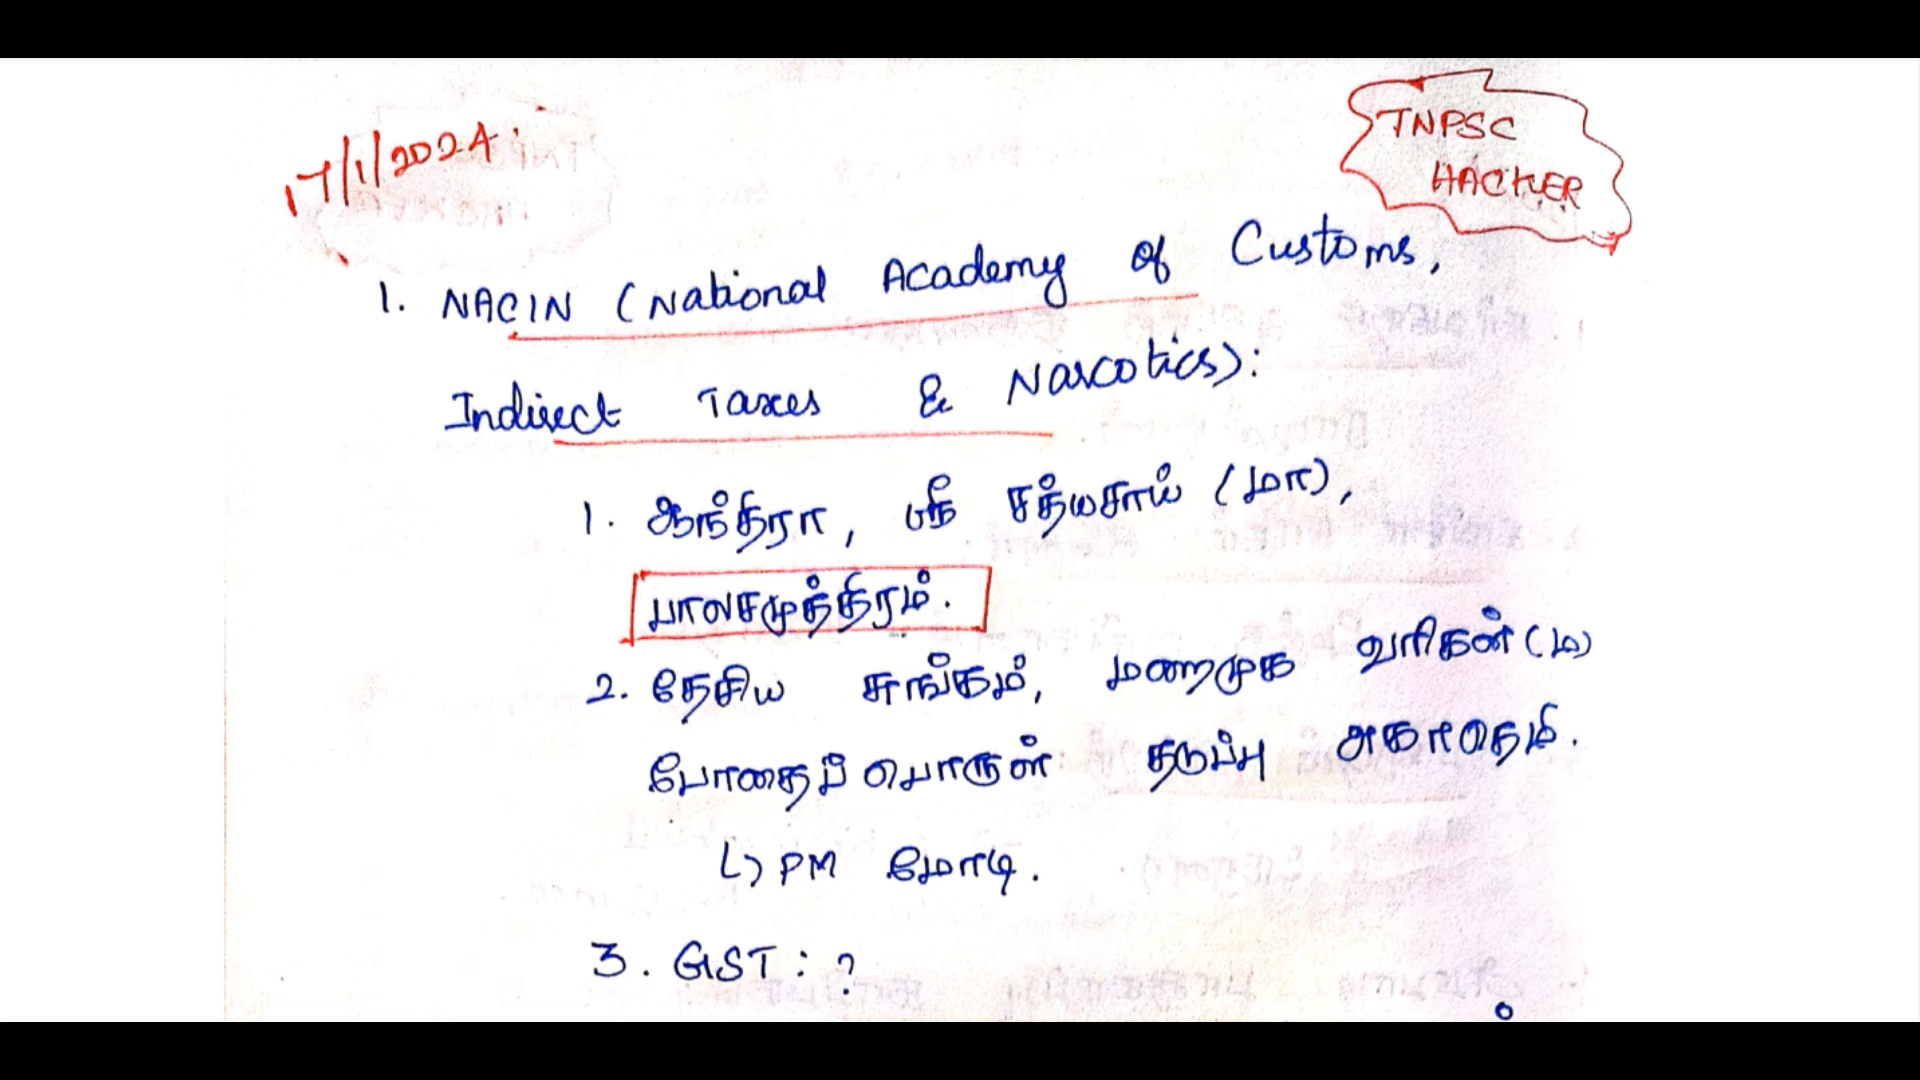 17/1/2024.
TNPSC
HACKER
1. NACIN (National Academy of Customs,
Indirect Taxes & Narcotics):
1. ஆந்திரா, ஸ்ரீ சத்யசாய் (மா),
பாலசமுத்திரம்.
2. தேசிய சுங்கம், மறைமுக வரிகள்(ம)
போதைப் பொருள் தடுப்பு அகாதெமி.
↳ PM மோடி.
3. GST : ?